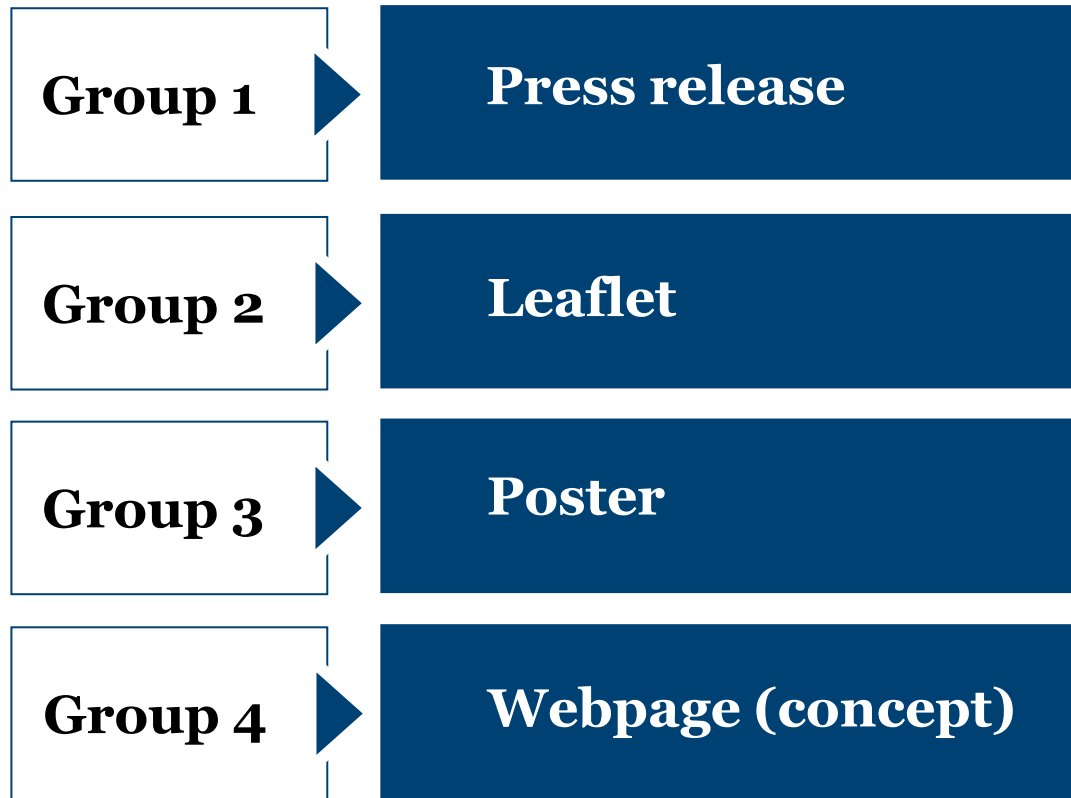 Group 1
Press release
Group 2
Leaflet
Group 3
Poster
Group 4
Webpage (concept)